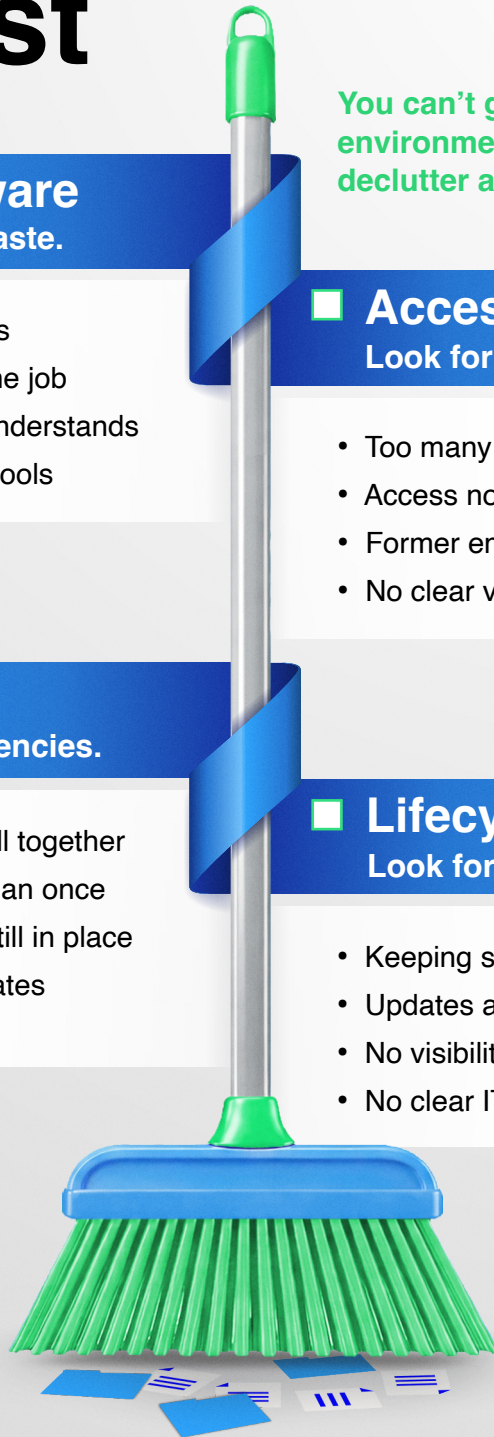 st
You can’t g
environme
declutter a
ware
aste.
s
ne job
nderstands
ools
Acces
Look for
• Too many
• Access no
• Former en
• No clear v
encies.
ll together
an once
till in place
ates
Lifecy
Look for
• Keeping s
• Updates a
• No visibilit
• No clear IT